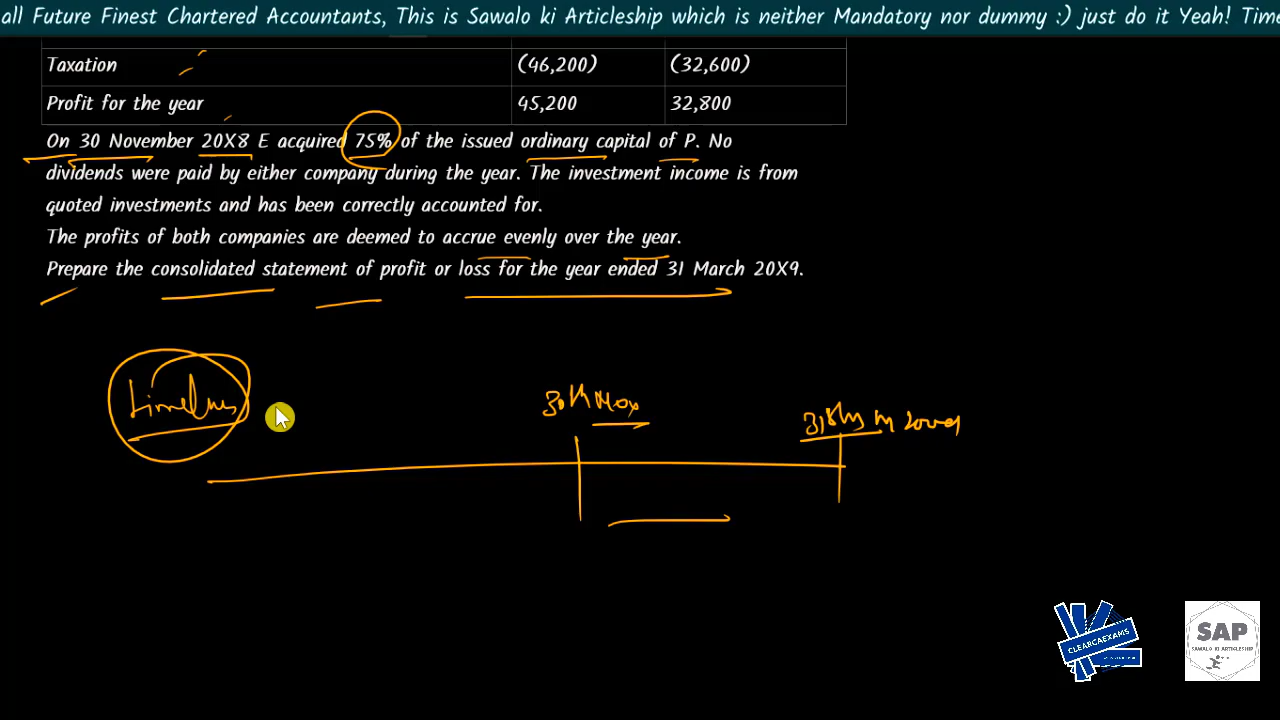 all Future Finest Chartered Accountants, This is Sawalo ki Articleship which is neither Mandatory nor dummy :) just do it Yeah! Time
Taxation (46,200) (32,600)
Profit for the year 45,200 32,800
On 30 November 20X8 E acquired 75% of the issued ordinary capital of P. No
dividends were paid by either company during the year. The investment income is from
quoted investments and has been correctly accounted for.
The profits of both companies are deemed to accrue evenly over the year.
Prepare the consolidated statement of profit or loss for the year ended 31 March 20X9.
30th
CLEARCAEXAMS
SAP
SAWALO KI ARTICLESHIP